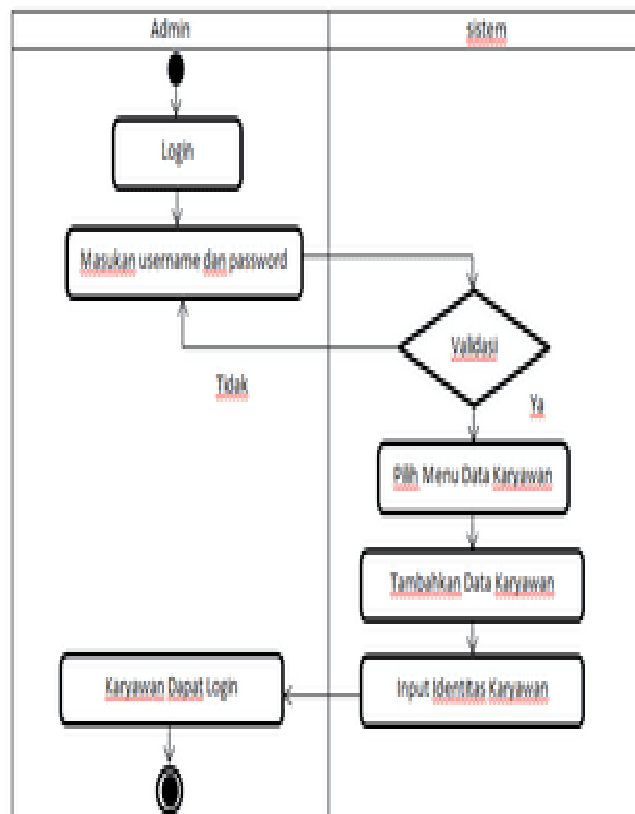 Admin
sistem
Login
Masukan username dan password
Validasi
Tidak
Ya
Pilih Menu Data Karyawan
Tambahkan Data Karyawan
Input Identitas Karyawan
Karyawan Dapat Login